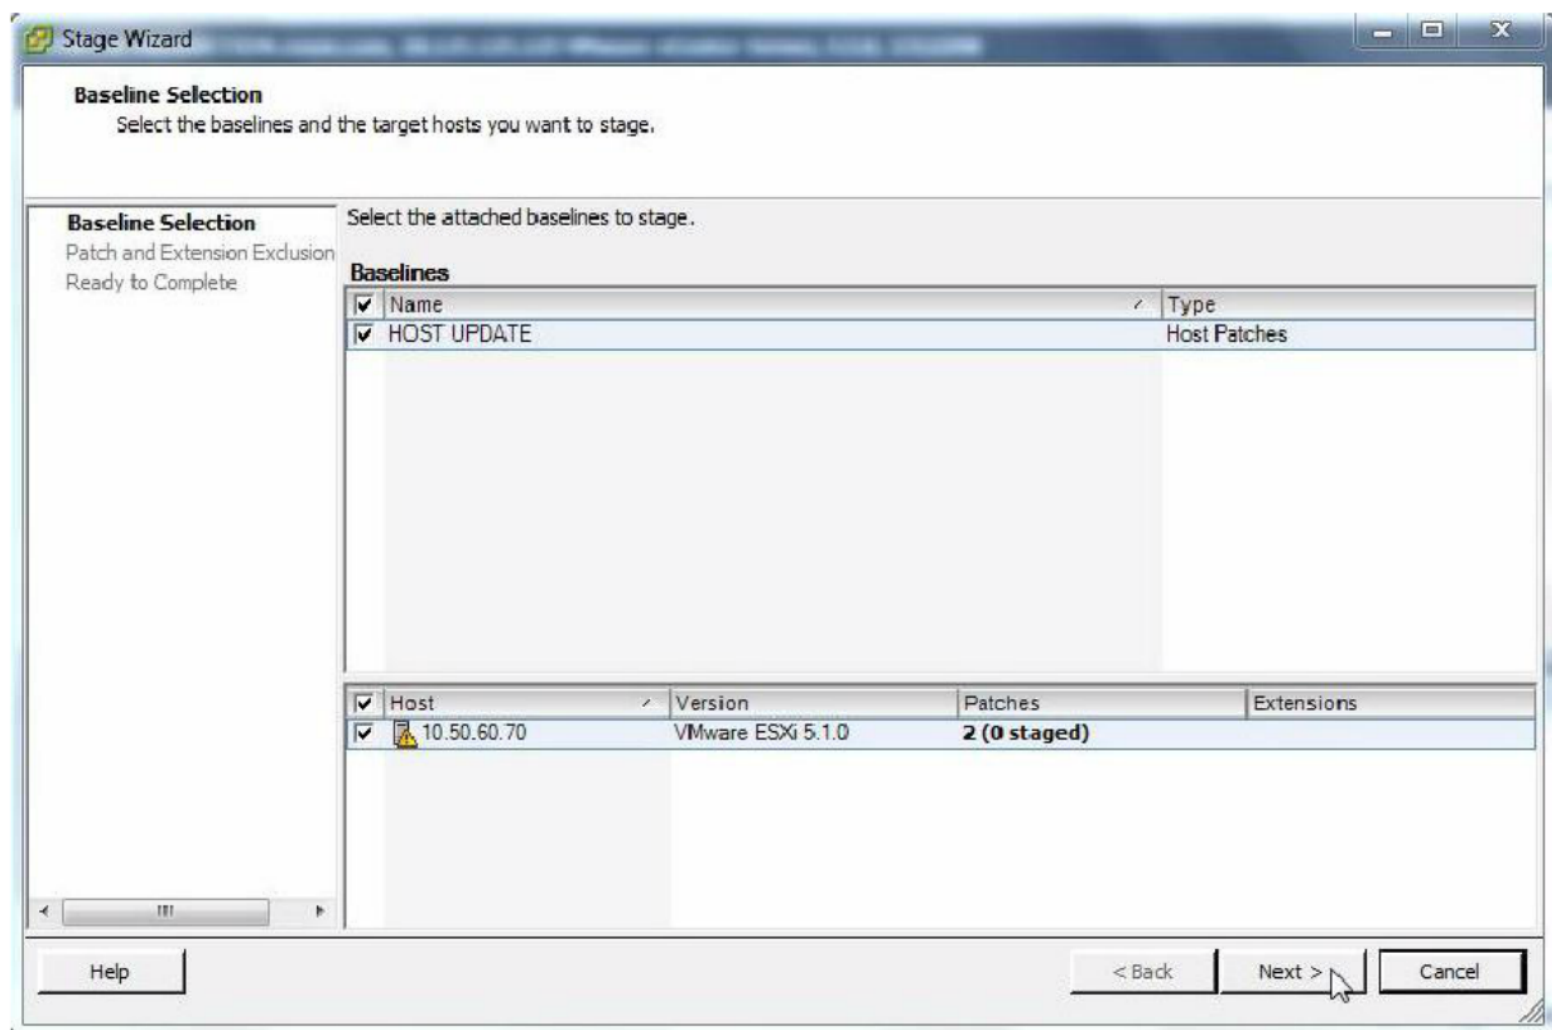 Stage Wizard
Baseline Selection
Select the baselines and the target hosts you want to stage.
Baseline Selection
Patch and Extension Exclusion
Ready to Complete
Select the attached baselines to stage.
Baselines
Name Type
HOST UPDATE Host Patches
Host Version Patches Extensions
10.50.60.70 VMware ESXi 5.1.0 2 (0 staged)
Help < Back Next > Cancel